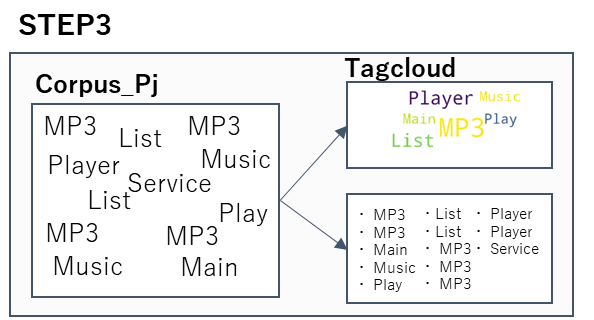 STEP3
Corpus_Pj
MP3 List MP3
Player Music
Service
List Play
MP3 MP3
Music Main
Tagcloud
Player Music
Main MP3 Play
List
・ MP3 ・ List ・ Player
・ MP3 ・ List ・ Player
・ Main ・ MP3 ・ Service
・ Music ・ MP3
・ Play ・ MP3